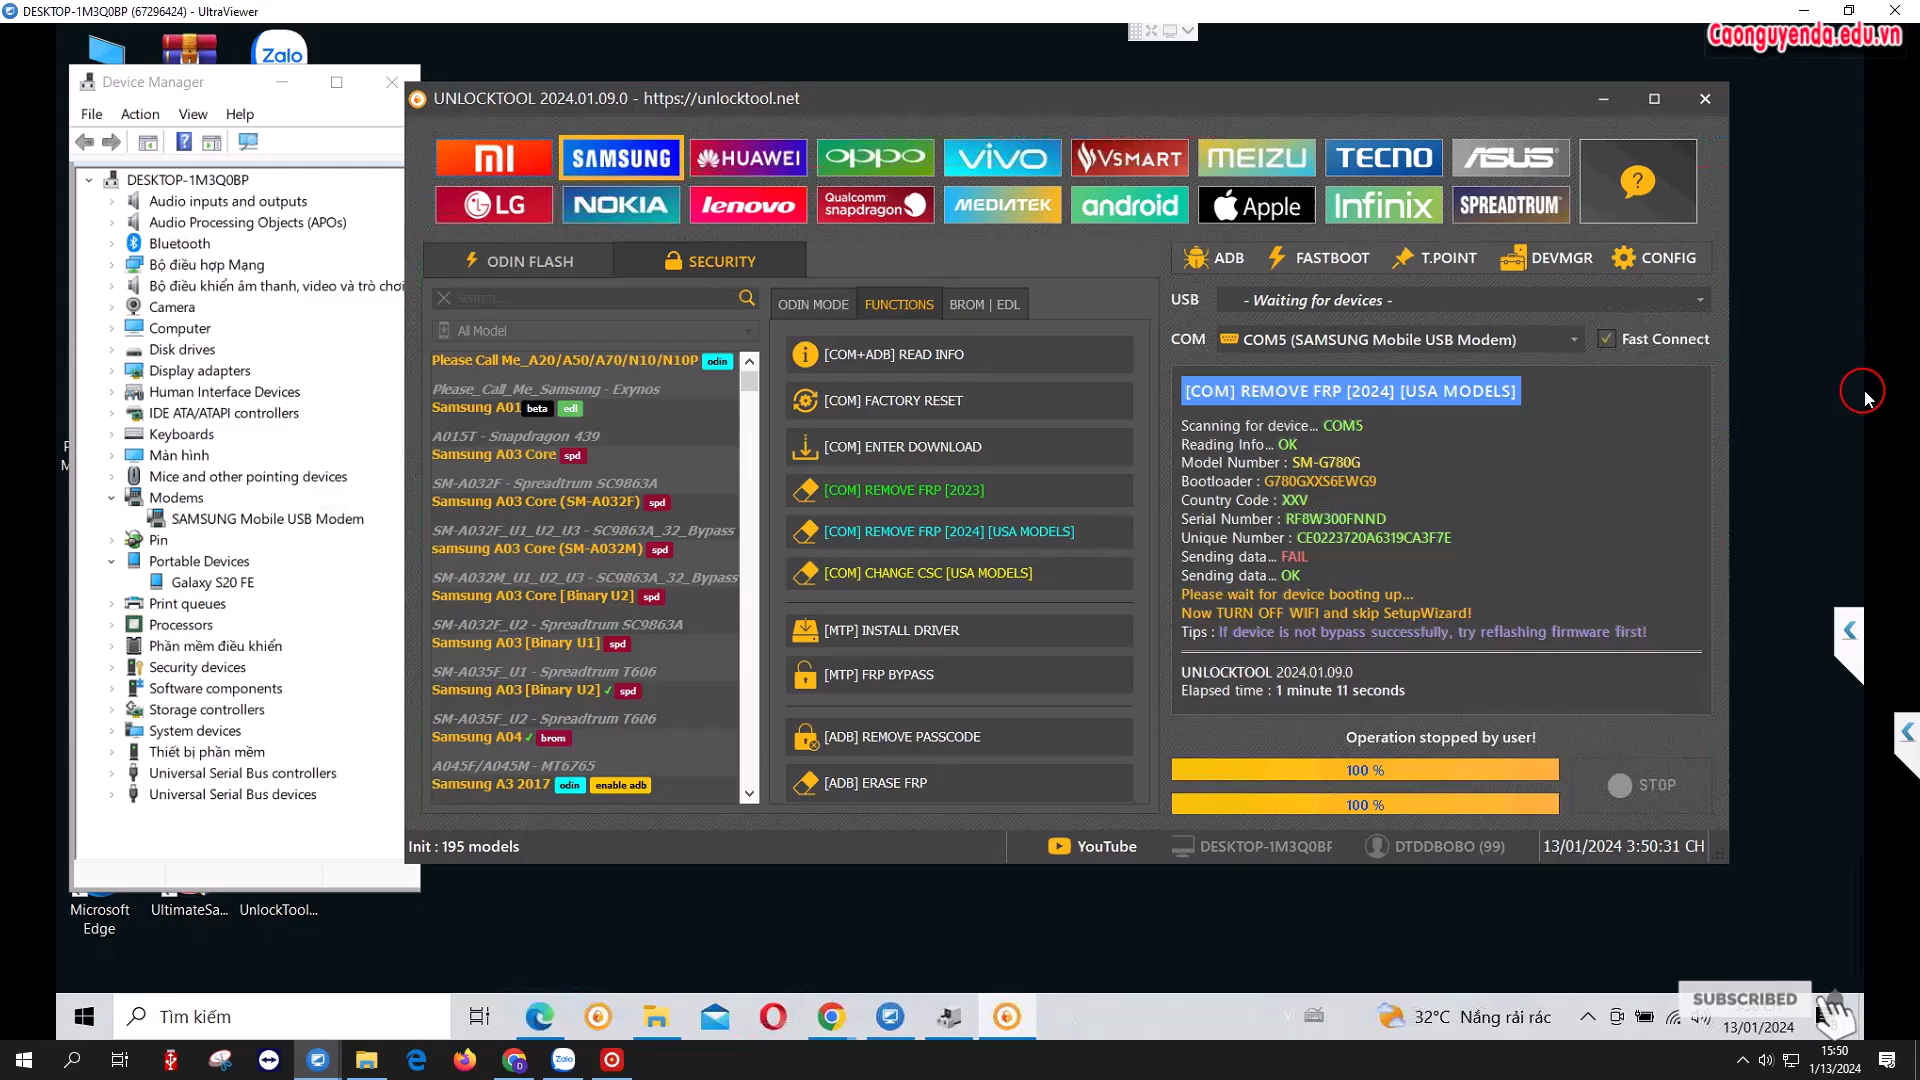 DESKTOP-1M3Q0BP (67296424) - UltraViewer
Caonguyenda.edu.vn
Zalo
Device Manager
File Action View Help
DESKTOP-1M3Q0BP
Audio inputs and outputs
Audio Processing Objects (APOs)
Bluetooth
Bộ điều hợp Mạng
Bộ điều khiển âm thanh, video và trò chơi
Camera
Computer
Disk drives
Display adapters
Human Interface Devices
IDE ATA/ATAPI controllers
Keyboards
Màn hình
Mice and other pointing devices
Modems
SAMSUNG Mobile USB Modem
Pin
Portable Devices
Galaxy S20 FE
Print queues
Processors
Phần mềm điều khiển
Security devices
Software components
Storage controllers
System devices
Thiết bị phần mềm
Universal Serial Bus controllers
Universal Serial Bus devices
UNLOCKTOOL 2024.01.09.0 - https://unlocktool.net
MI SAMSUNG HUAWEI oppo vivo VSMART MEIZU TECNO ASUS
LG NOKIA lenovo Qualcomm snapdragon MEDIATEK android Apple Infinix SPREADTRUM
?
ODIN FLASH SECURITY
Search...
All Model
Please Call Me_A20/A50/A70/N10/N10P odin
Please_Call_Me_Samsung - Exynos
Samsung A01 beta edl
A015T - Snapdragon 439
Samsung A03 Core spd
SM-A032F - Spreadtrum SC9863A
Samsung A03 Core (SM-A032F) spd
SM-A032F_U1_U2_U3 - SC9863A_32_Bypass
samsung A03 Core (SM-A032M) spd
SM-A032M_U1_U2_U3 - SC9863A_32_Bypass
Samsung A03 Core [Binary U2] spd
SM-A032F_U2 - Spreadtrum SC9863A
Samsung A03 [Binary U1] spd
SM-A035F_U1 - Spreadtrum T606
Samsung A03 [Binary U2] ✓ spd
SM-A035F_U2 - Spreadtrum T606
Samsung A04 ✓ brom
A045F/A045M - MT6765
Samsung A3 2017 odin enable adb
ODIN MODE FUNCTIONS BROM | EDL
[COM+ADB] READ INFO
[COM] FACTORY RESET
[COM] ENTER DOWNLOAD
[COM] REMOVE FRP [2023]
[COM] REMOVE FRP [2024] [USA MODELS]
[COM] CHANGE CSC [USA MODELS]
[MTP] INSTALL DRIVER
[MTP] FRP BYPASS
[ADB] REMOVE PASSCODE
[ADB] ERASE FRP
ADB FASTBOOT T.POINT DEVMGR CONFIG
USB - Waiting for devices -
COM COM5 (SAMSUNG Mobile USB Modem) Fast Connect
[COM] REMOVE FRP [2024] [USA MODELS]
Scanning for device... COM5
Reading Info... OK
Model Number : SM-G780G
Bootloader : G780GXXS6EWG9
Country Code : XXV
Serial Number : RF8W300FNND
Unique Number : CE0223720A6319CA3F7E
Sending data... FAIL
Sending data... OK
Please wait for device booting up...
Now TURN OFF WIFI and skip SetupWizard!
Tips : If device is not bypass successfully, try reflashing firmware first!
UNLOCKTOOL 2024.01.09.0
Elapsed time : 1 minute 11 seconds
Operation stopped by user!
100 %
100 %
STOP
Init : 195 models
YouTube DESKTOP-1M3Q0BP DTDDBOBO (99) 13/01/2024 3:50:31 CH
Microsoft Edge
UltimateSa...
UnlockTool...
SUBSCRIBED
Tìm kiếm
32°C Nắng rải rác
13/01/2024
Zalo
15:50
1/13/2024